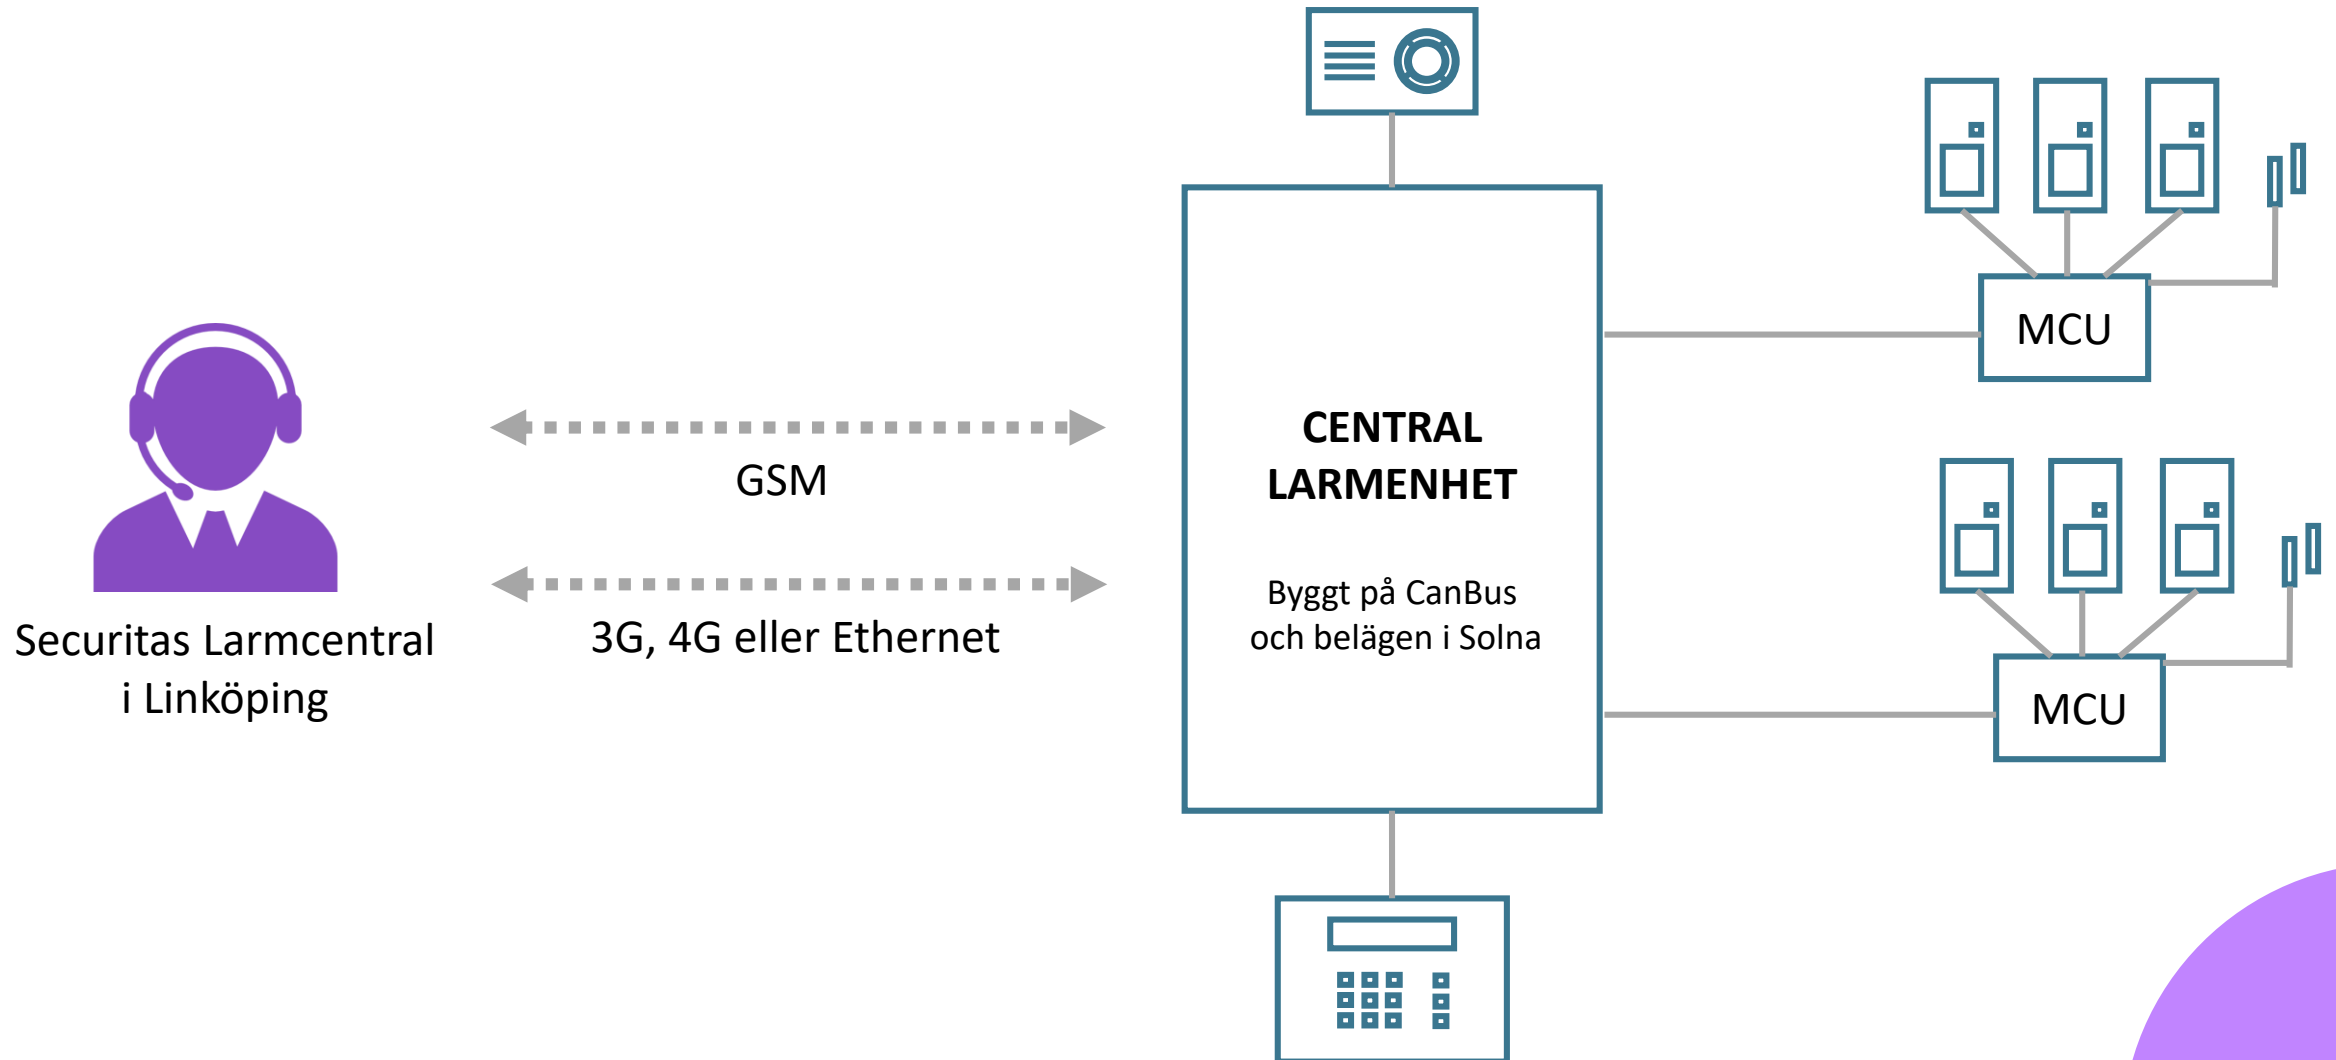 Securitas Larmcentral
i Linköping
GSM
3G, 4G eller Ethernet
CENTRAL
LARMENHET
Byggt på CanBus
och belägen i Solna
MCU
MCU